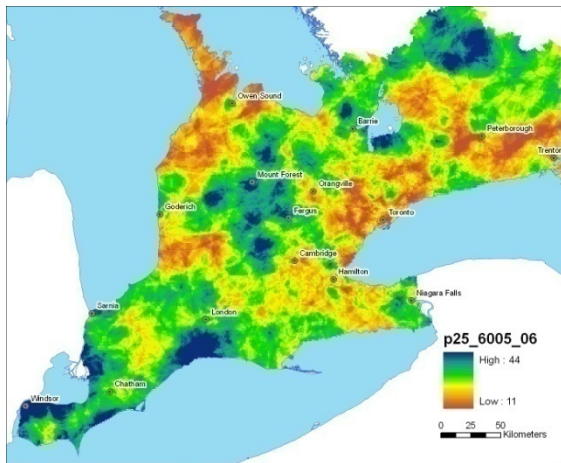 Owen Sound
Barrie
Peterborough
Trenton
Mount Forest
Orangville
Goderich
Fergus
Toronto
Cambridge
Hamilton
Niagara Falls
Sarnia
London
Chatham
Windsor
p25_6005_06
High : 44
Low : 11
0 25 50
Kilometers